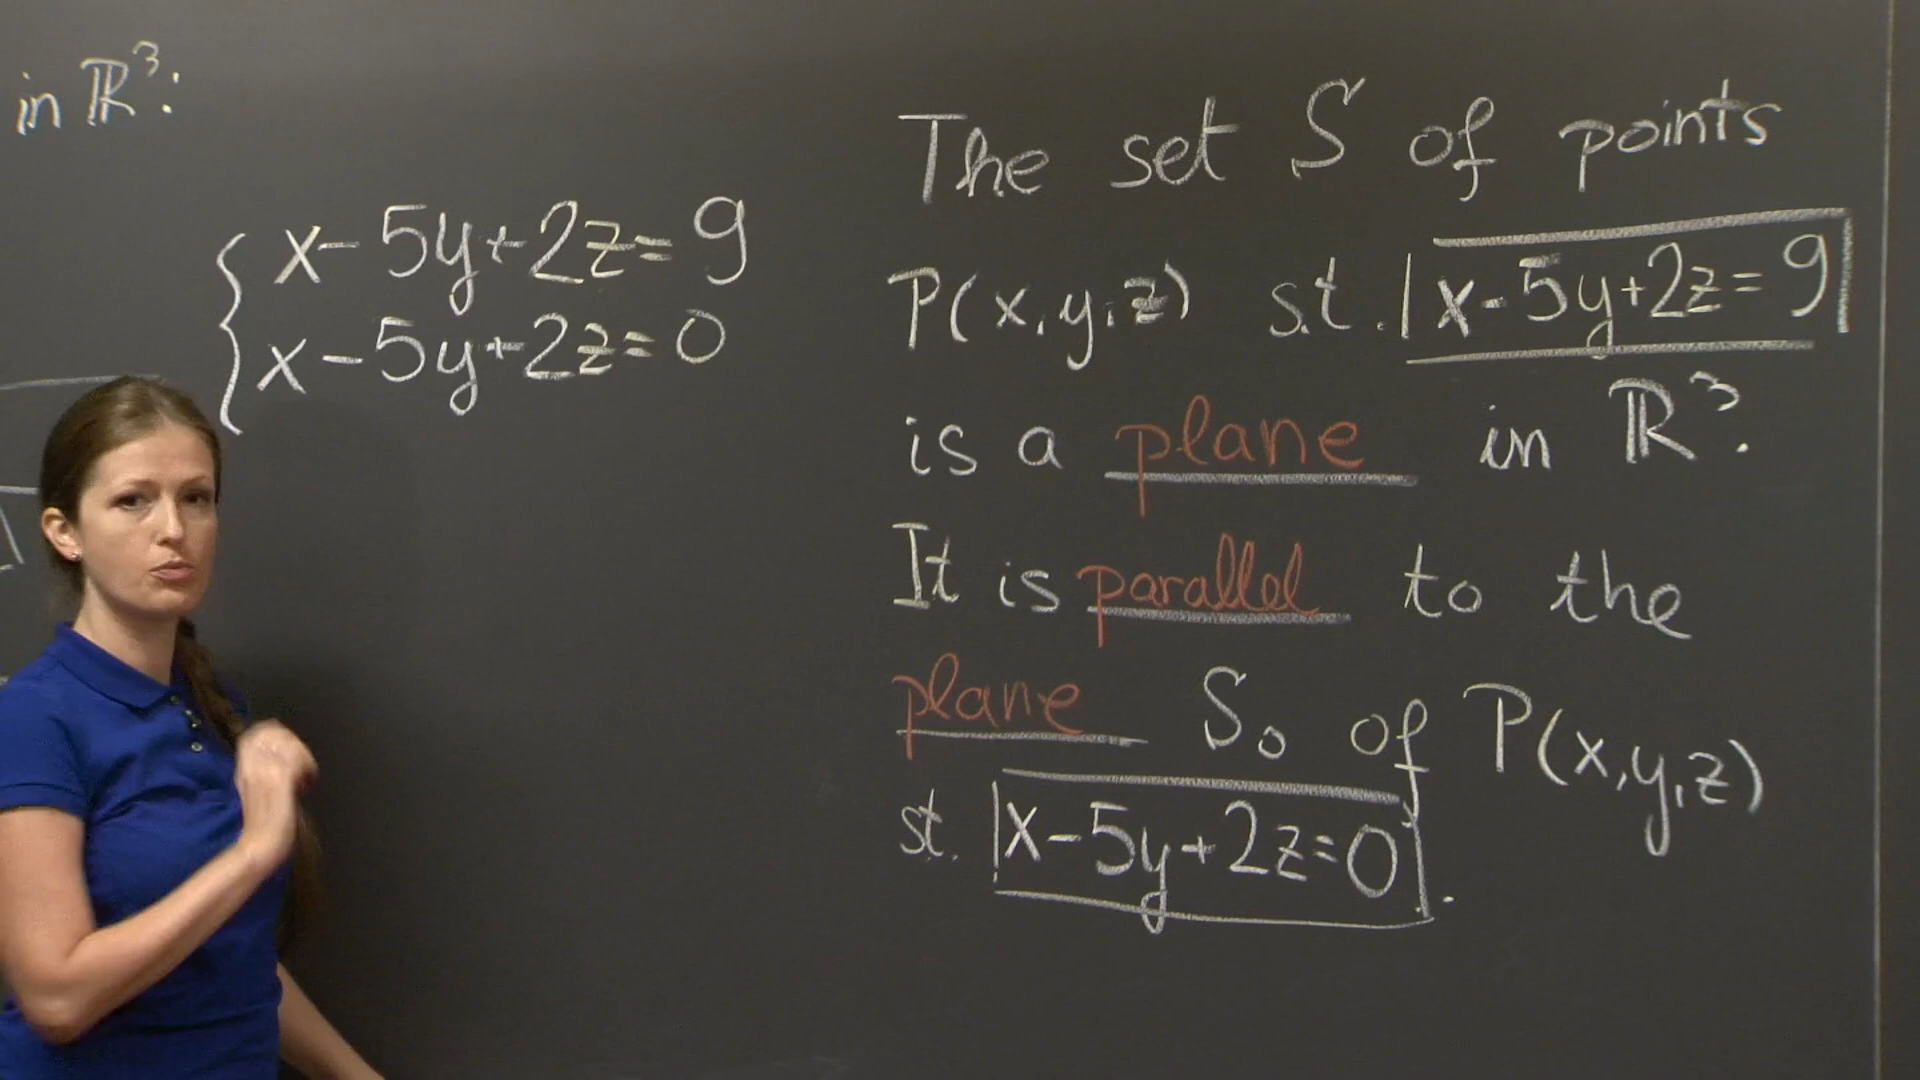 in ℝ³:
x-5y+2z=9
x-5y+2z=0
The set S of points
P(x,y,z) s.t. x-5y+2z=9
is a plane in ℝ³.
It is parallel to the
plane S₀ of P(x,y,z)
st. x-5y+2z=0.